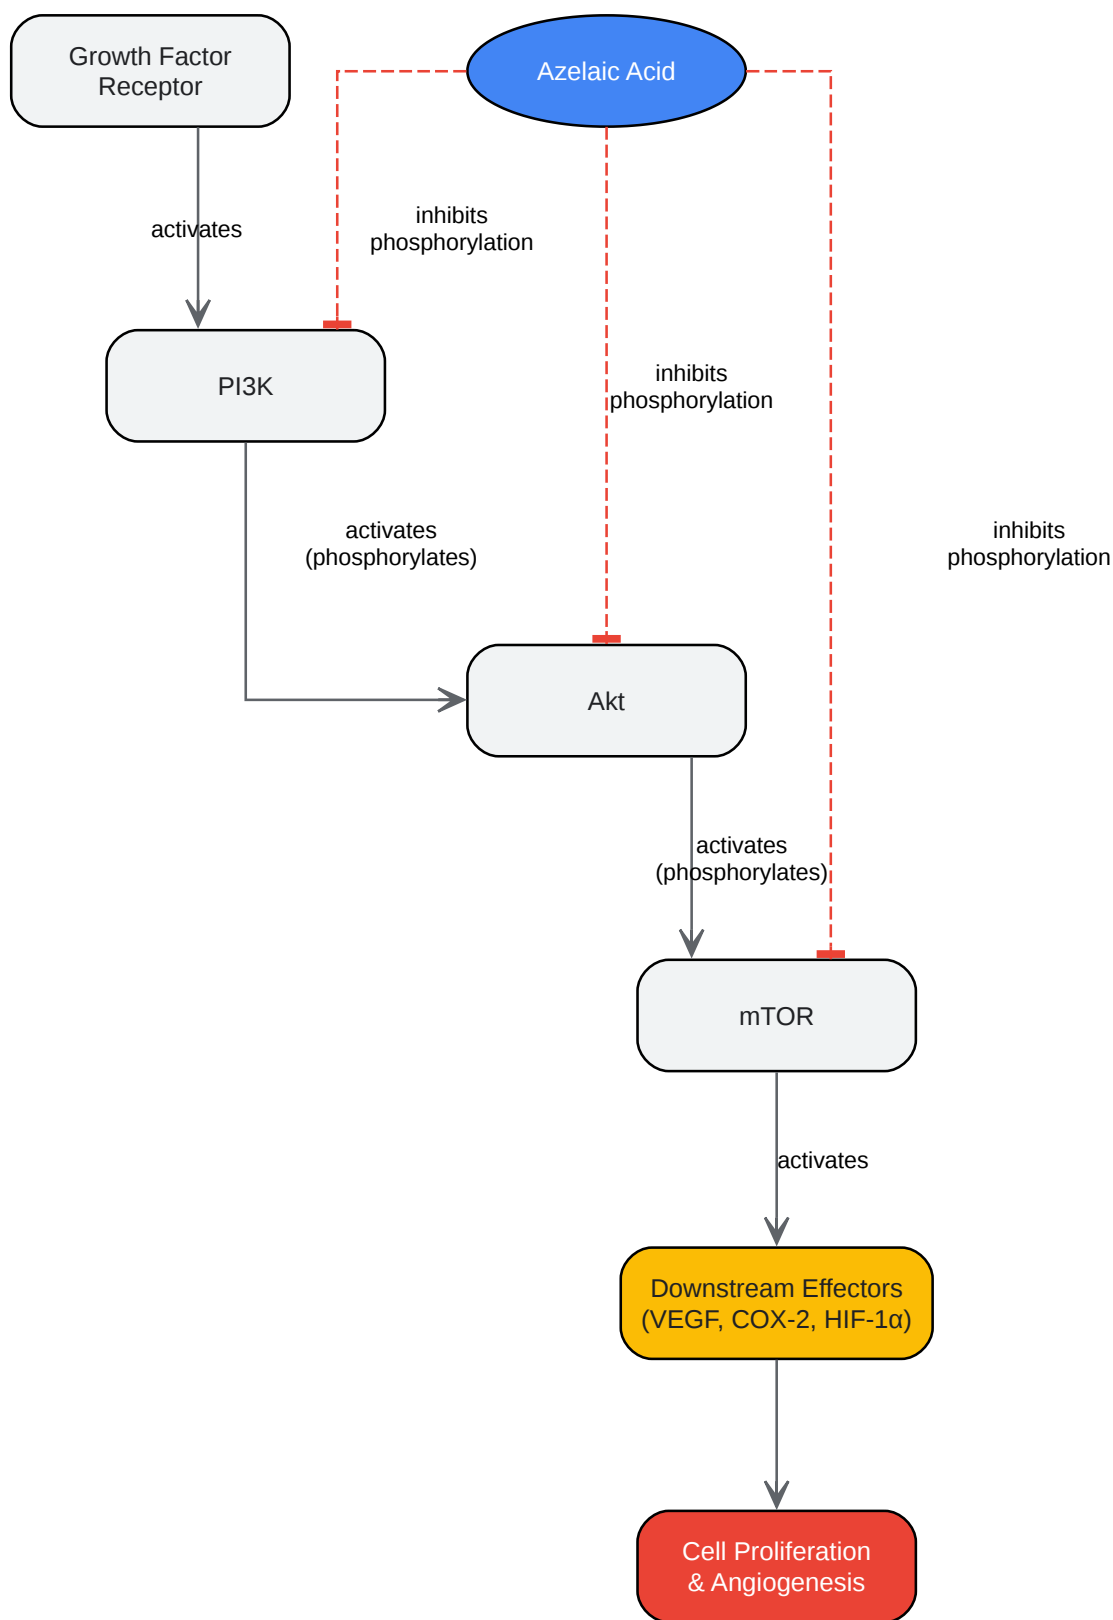 Growth Factor
Receptor
Azelaic Acid
activates
inhibits
phosphorylation
PI3K
inhibits
phosphorylation
activates
(phosphorylates)
inhibits
phosphorylation
Akt
activates
(phosphorylates)
mTOR
activates
Downstream Effectors
(VEGF, COX-2, HIF-1α)
Cell Proliferation
& Angiogenesis